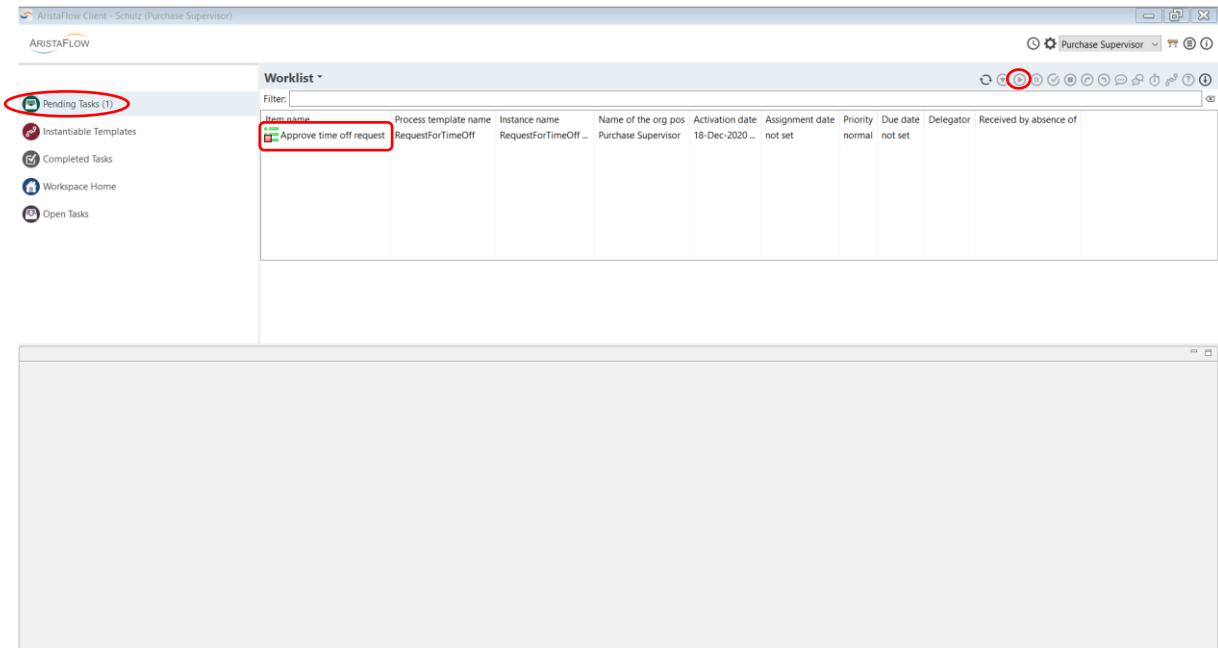 AristaFlow Client - Schulz (Purchase Supervisor)
ARISTAFLOW
Purchase Supervisor
Worklist
Pending Tasks (1)
Instantiable Templates
Completed Tasks
Workspace Home
Open Tasks
Filter:
Item name Process template name Instance name Name of the org pos Activation date Assignment date Priority Due date Delegator Received by absence of
Approve time off request RequestForTimeOff RequestForTimeOff ... Purchase Supervisor 18-Dec-2020 ... not set normal not set